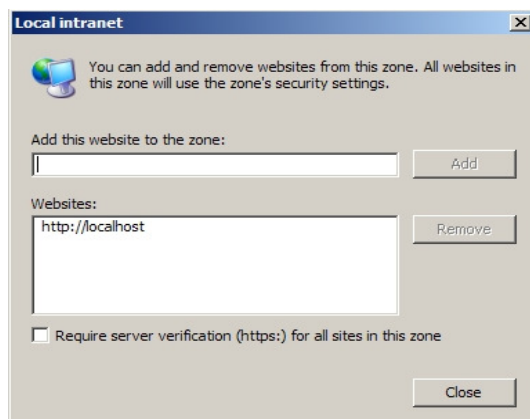 Local intranet
You can add and remove websites from this zone. All websites in
this zone will use the zone's security settings.
Add this website to the zone:
Add
Websites:
http://localhost
Remove
Require server verification (https:) for all sites in this zone
Close